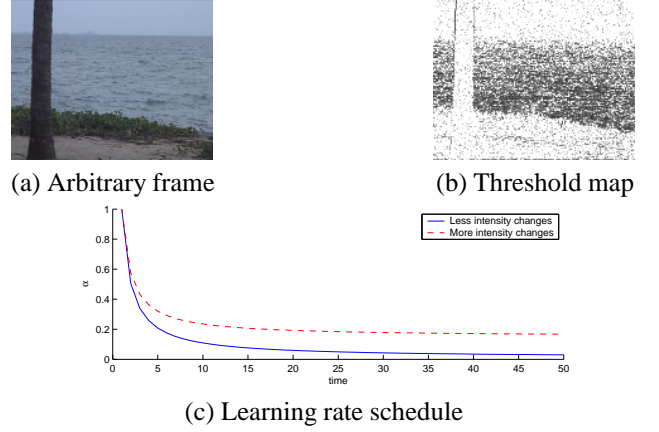 (a) Arbitrary frame
(b) Threshold map
1
0.8
0.6
0.4
0.2
0
α
Less intensity changes
More intensity changes
0 5 10 15 20 25 30 35 40 45 50
time
(c) Learning rate schedule